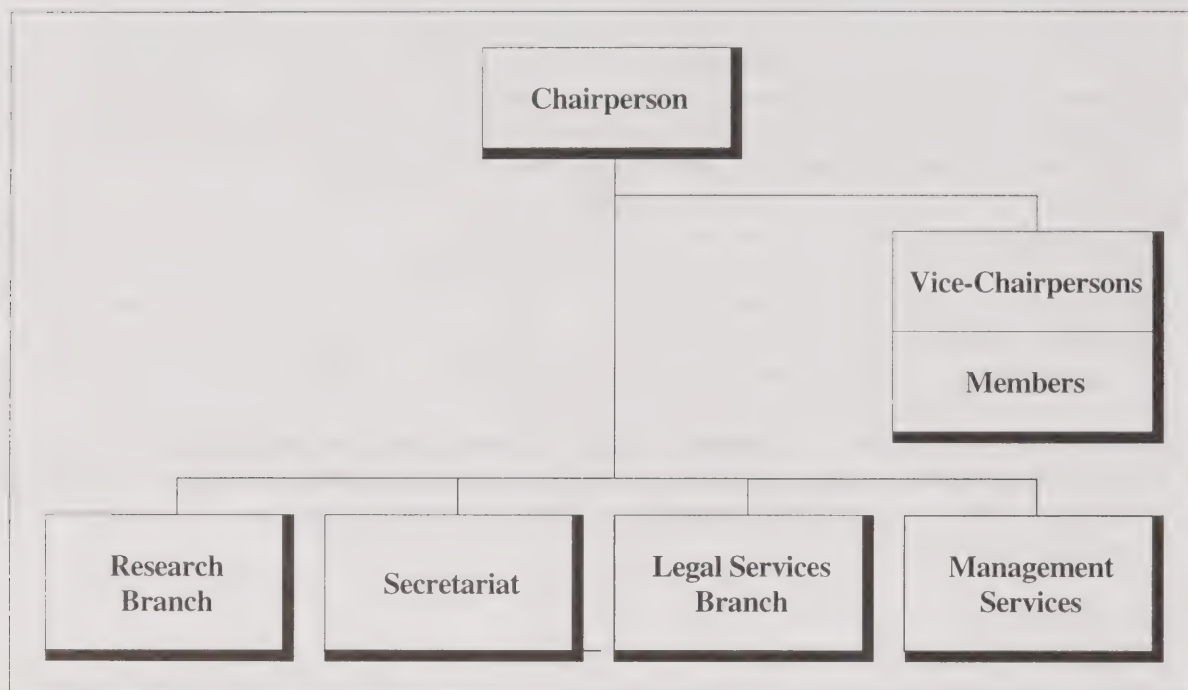 Chairperson
Vice-Chairpersons
Members
Research
Branch
Secretariat
Legal Services
Branch
Management
Services